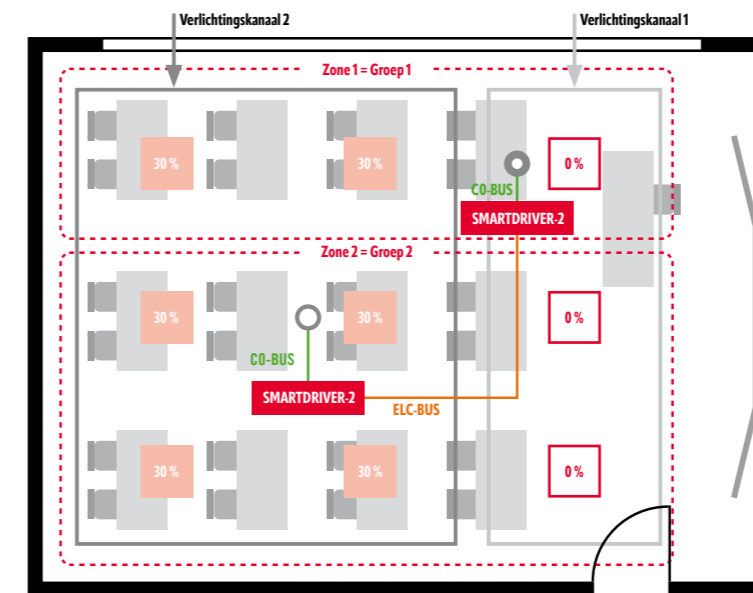 Verlichtingskanaal 2
Verlichtingskanaal 1
Zone 1 = Groep 1
30 %
30 %
0 %
CO-BUS
SMARTDRIVER-2
Zone 2 = Groep 2
30 %
30 %
0 %
CO-BUS
SMARTDRIVER-2
ELC-BUS
30 %
30 %
0 %